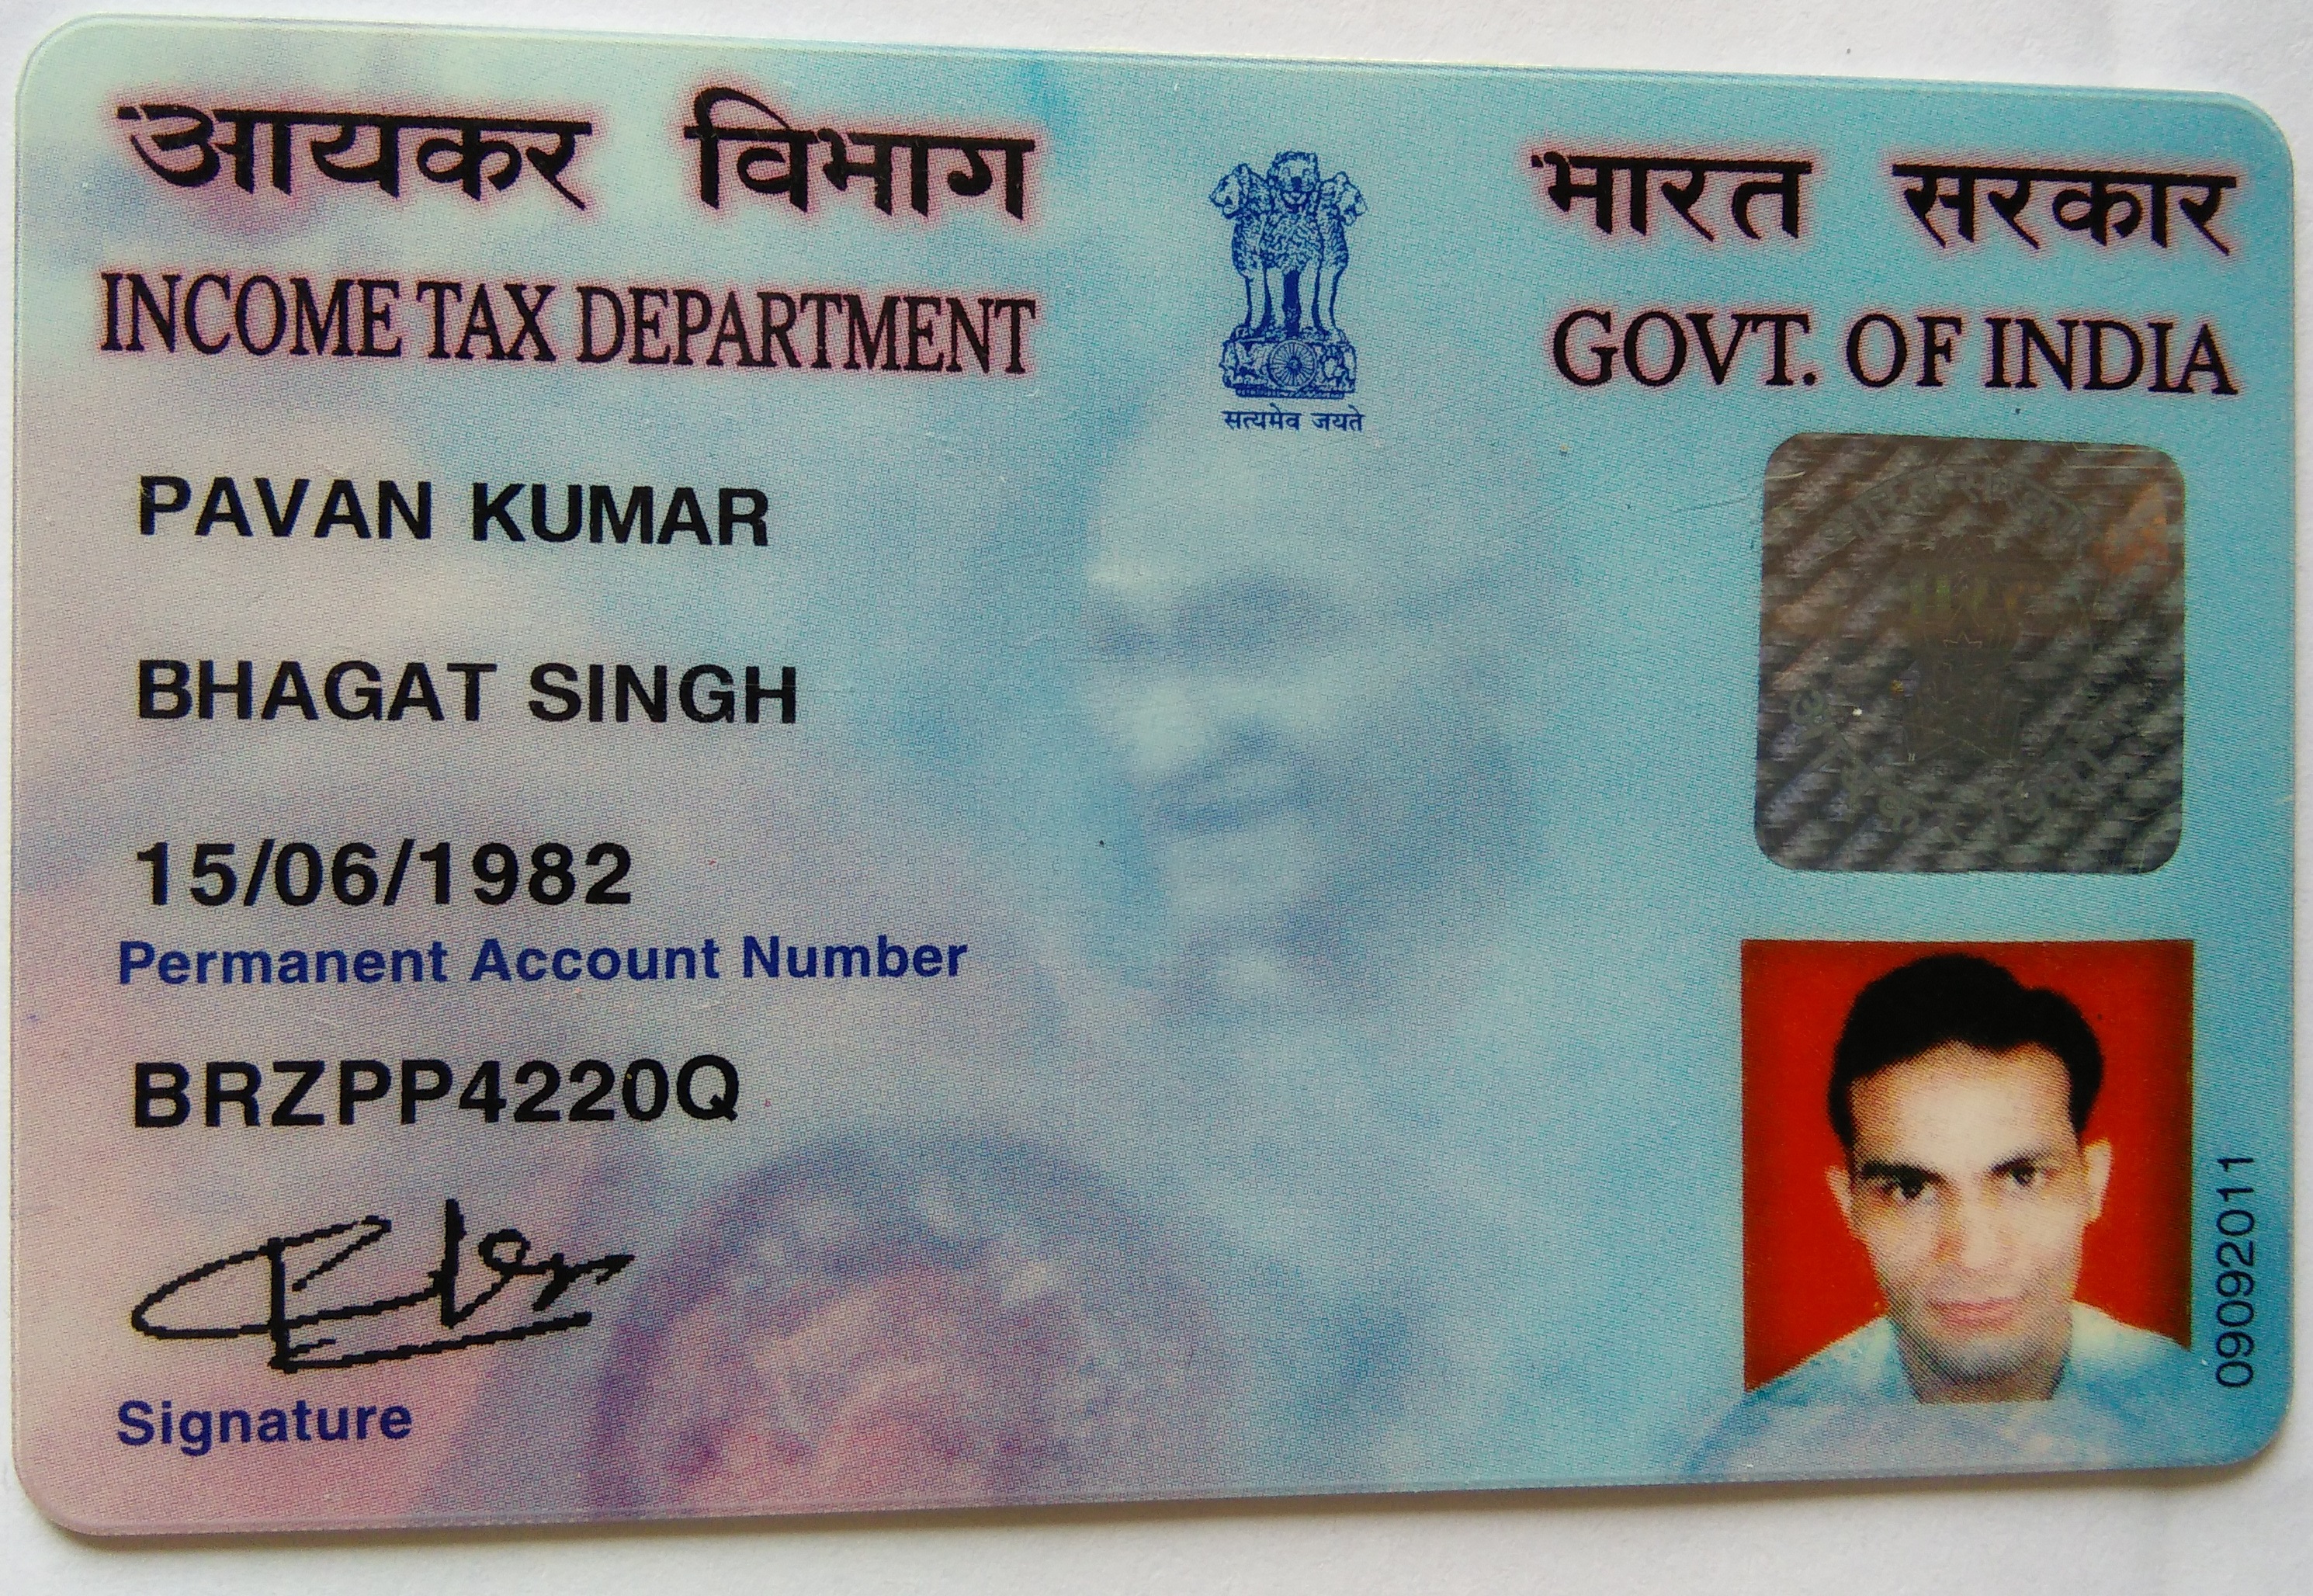 आयकर विभाग
INCOME TAX DEPARTMENT
सत्यमेव जयते
भारत सरकार
GOVT. OF INDIA
PAVAN KUMAR
BHAGAT SINGH
15/06/1982
Permanent Account Number
BRZPP4220Q
Signature
09092011